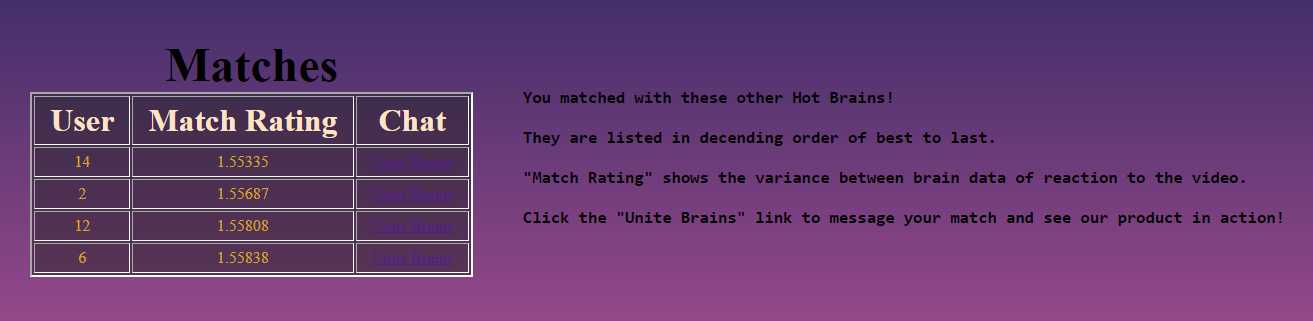 Matches
User Match Rating Chat
14 1.55335 Unite Brains
2 1.55687 Unite Brains
12 1.55808 Unite Brains
6 1.55838 Unite Brains
You matched with these other Hot Brains!
They are listed in decending order of best to last.
"Match Rating" shows the variance between brain data of reaction to the video.
Click the "Unite Brains" link to message your match and see our product in action!